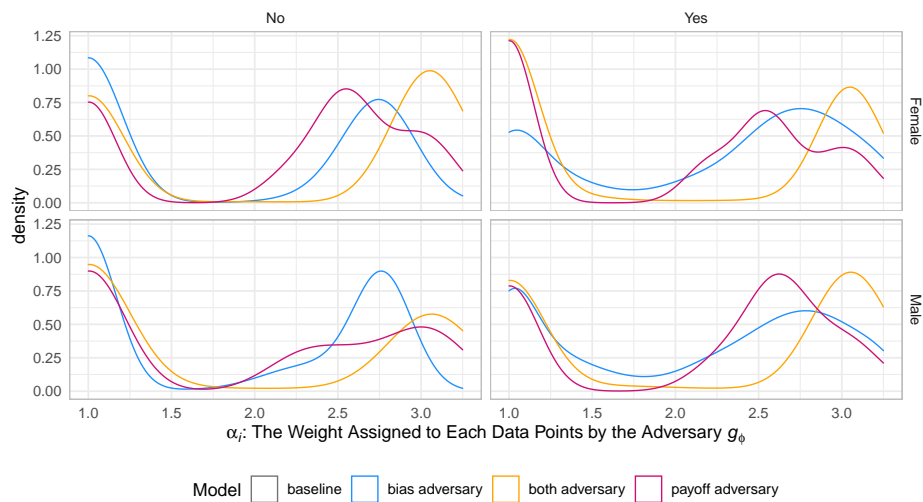 No Yes
1.25
1.00
0.75
0.50
0.25
0.00
Female
1.25
1.00
0.75
0.50
0.25
0.00
Male
density
1.0 1.5 2.0 2.5 3.0 1.0 1.5 2.0 2.5 3.0
αi: The Weight Assigned to Each Data Points by the Adversary gϕ
Model baseline bias adversary both adversary payoff adversary